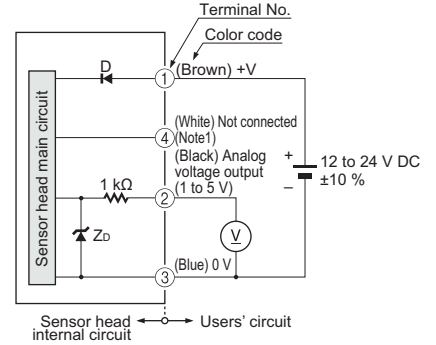 Terminal No.
Color code
D
1
(Brown) +V
Sensor head main circuit
4
(White) Not connected
(Note1)
(Black) Analog
voltage output
(1 to 5 V)
1 kΩ
2
+
12 to 24 V DC
±10 %
–
ZD
V
3
(Blue) 0 V
Sensor head
internal circuit
Users' circuit